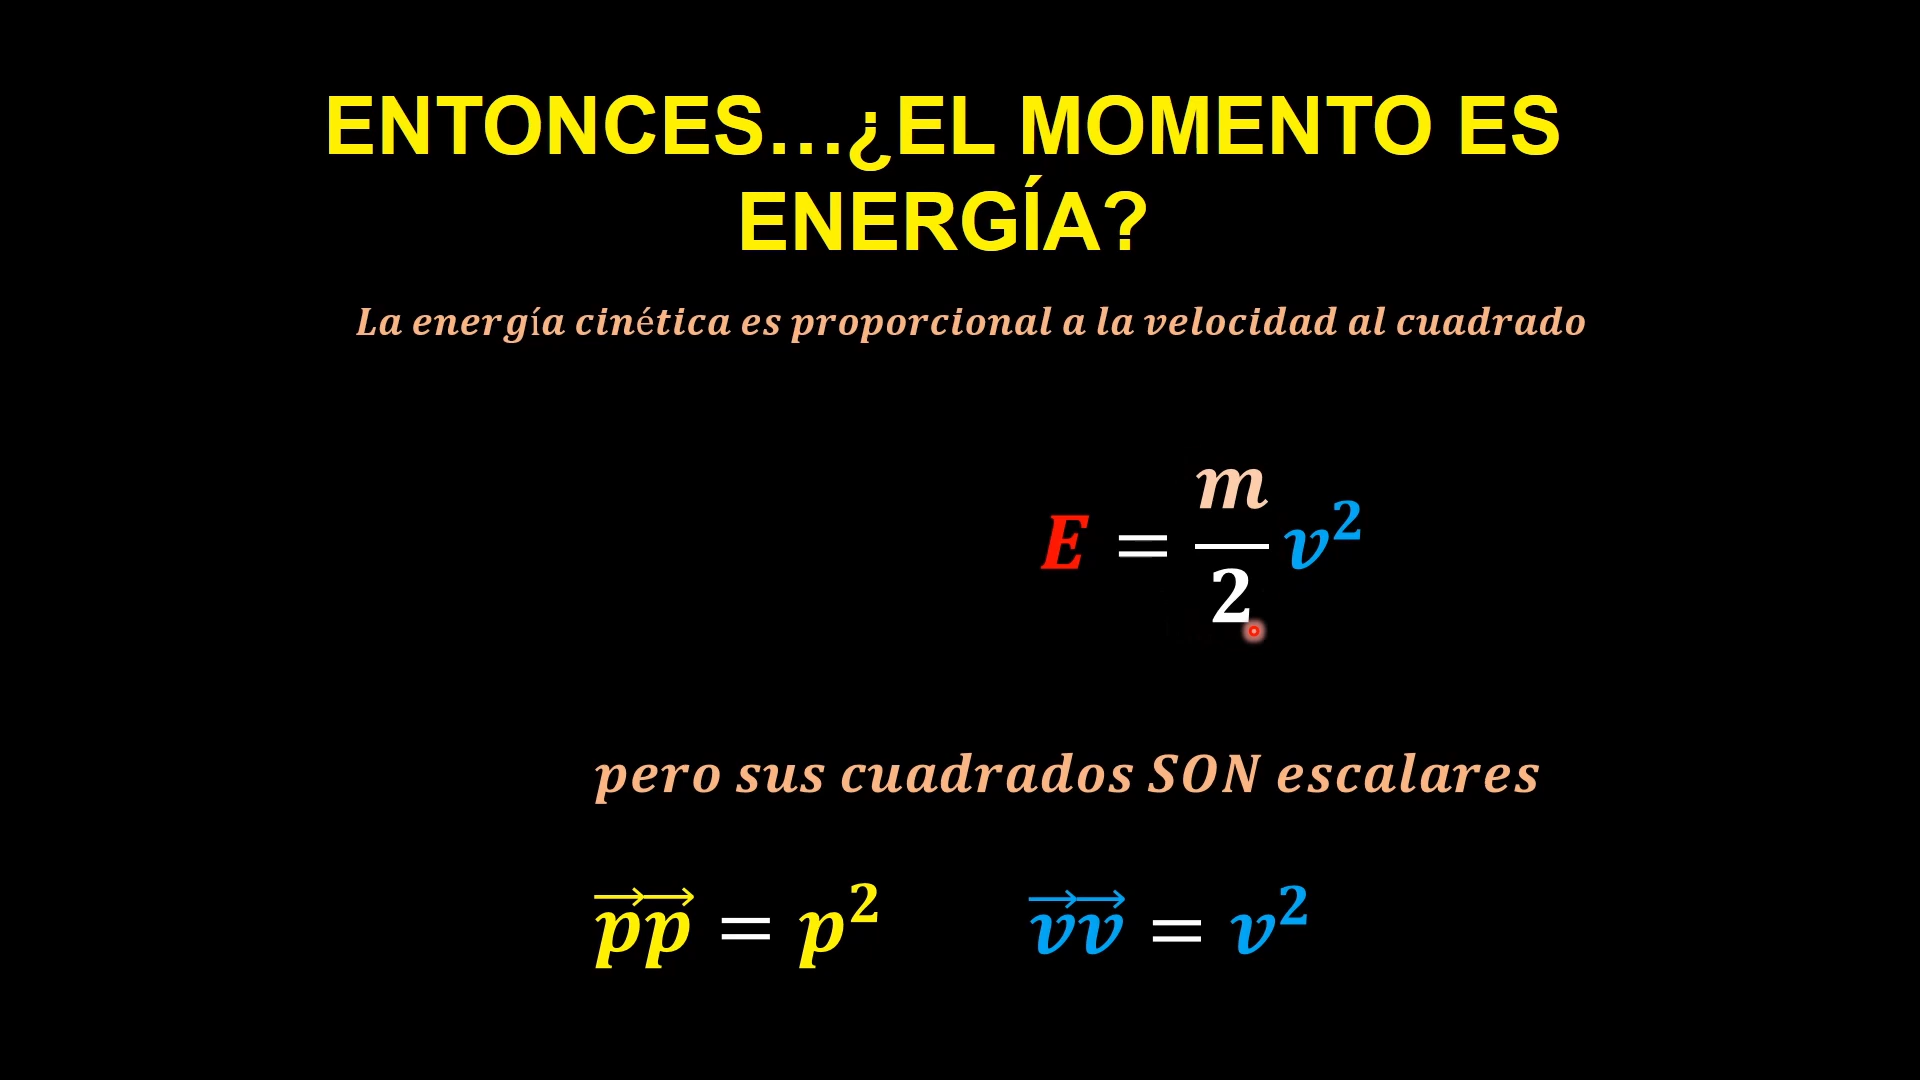 ENTONCES…¿EL MOMENTO ES
ENERGÍA?
La energía cinética es proporcional a la velocidad al cuadrado
E = m/2 v²
pero sus cuadrados SON escalares
p⃗p⃗ = p² v⃗v⃗ = v²